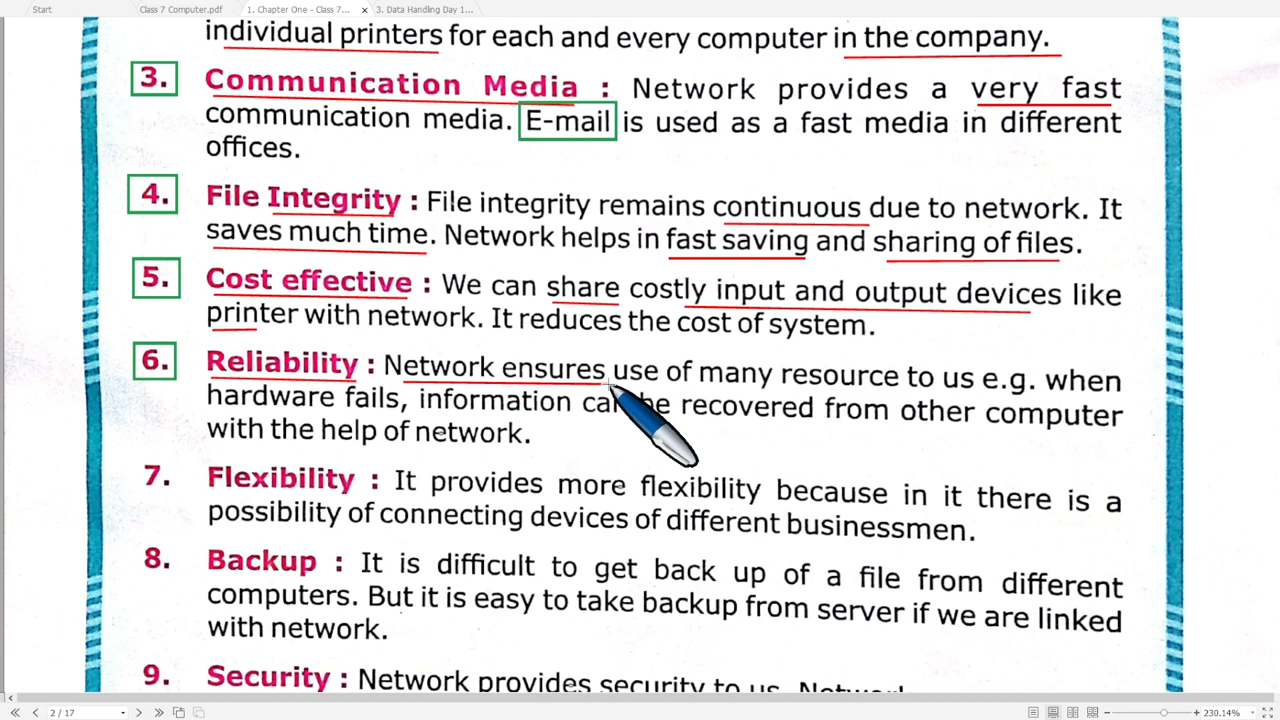 Start
Class 7 Computer.pdf
1. Chapter One - Class 7...
3. Data Handling Day 1...
individual printers for each and every computer in the company.
3. Communication Media : Network provides a very fast
communication media. E-mail is used as a fast media in different
offices.
4. File Integrity : File integrity remains continuous due to network. It
saves much time. Network helps in fast saving and sharing of files.
5. Cost effective : We can share costly input and output devices like
printer with network. It reduces the cost of system.
6. Reliability : Network ensures use of many resource to us e.g. when
hardware fails, information can be recovered from other computer
with the help of network.
7. Flexibility : It provides more flexibility because in it there is a
possibility of connecting devices of different businessmen.
8. Backup : It is difficult to get back up of a file from different
computers. But it is easy to take backup from server if we are linked
with network.
9. Security : Network provides security to us. Network
2 / 17
230.14%